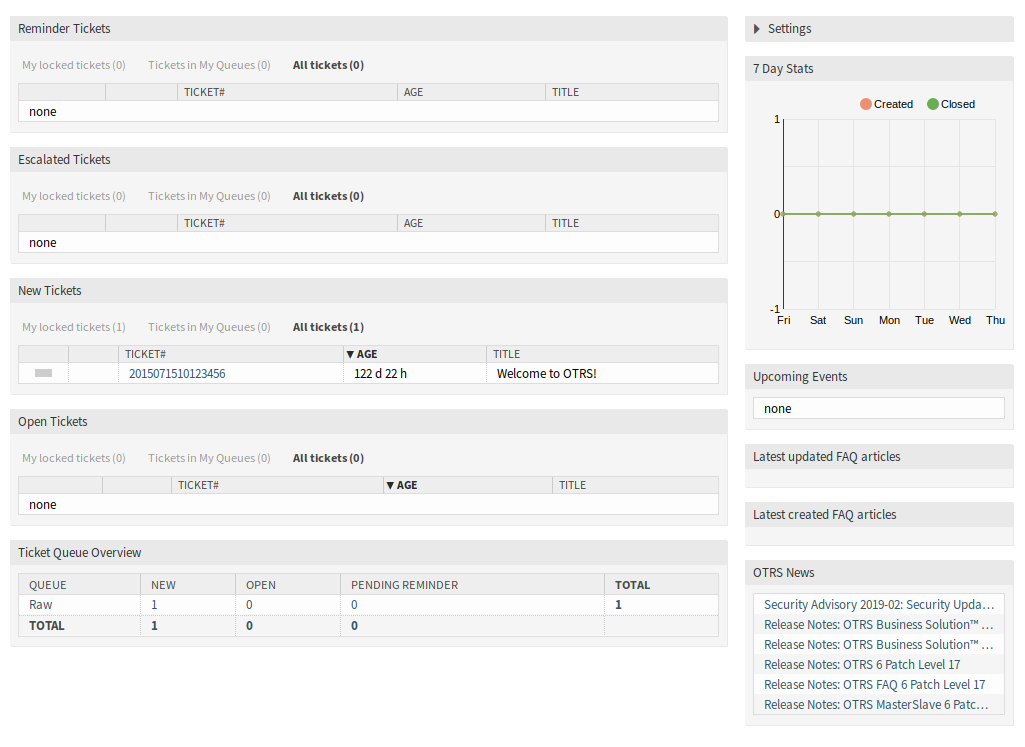 Reminder Tickets
My locked tickets (0) Tickets in My Queues (0) All tickets (0)
TICKET# AGE TITLE
none
Escalated Tickets
My locked tickets (0) Tickets in My Queues (0) All tickets (0)
TICKET# AGE TITLE
none
New Tickets
My locked tickets (1) Tickets in My Queues (0) All tickets (1)
TICKET# ▼ AGE TITLE
2015071510123456 122 d 22 h Welcome to OTRS!
Open Tickets
My locked tickets (0) Tickets in My Queues (0) All tickets (0)
TICKET# ▼ AGE TITLE
none
Ticket Queue Overview
QUEUE NEW OPEN PENDING REMINDER TOTAL
Raw 1 0 0 1
TOTAL 1 0 0
Settings
7 Day Stats
Created Closed
1
0
-1
Fri Sat Sun Mon Tue Wed Thu
Upcoming Events
none
Latest updated FAQ articles
Latest created FAQ articles
OTRS News
Security Advisory 2019-02: Security Upda...
Release Notes: OTRS Business Solution™ ...
Release Notes: OTRS Business Solution™ ...
Release Notes: OTRS 6 Patch Level 17
Release Notes: OTRS FAQ 6 Patch Level 17
Release Notes: OTRS MasterSlave 6 Patc...